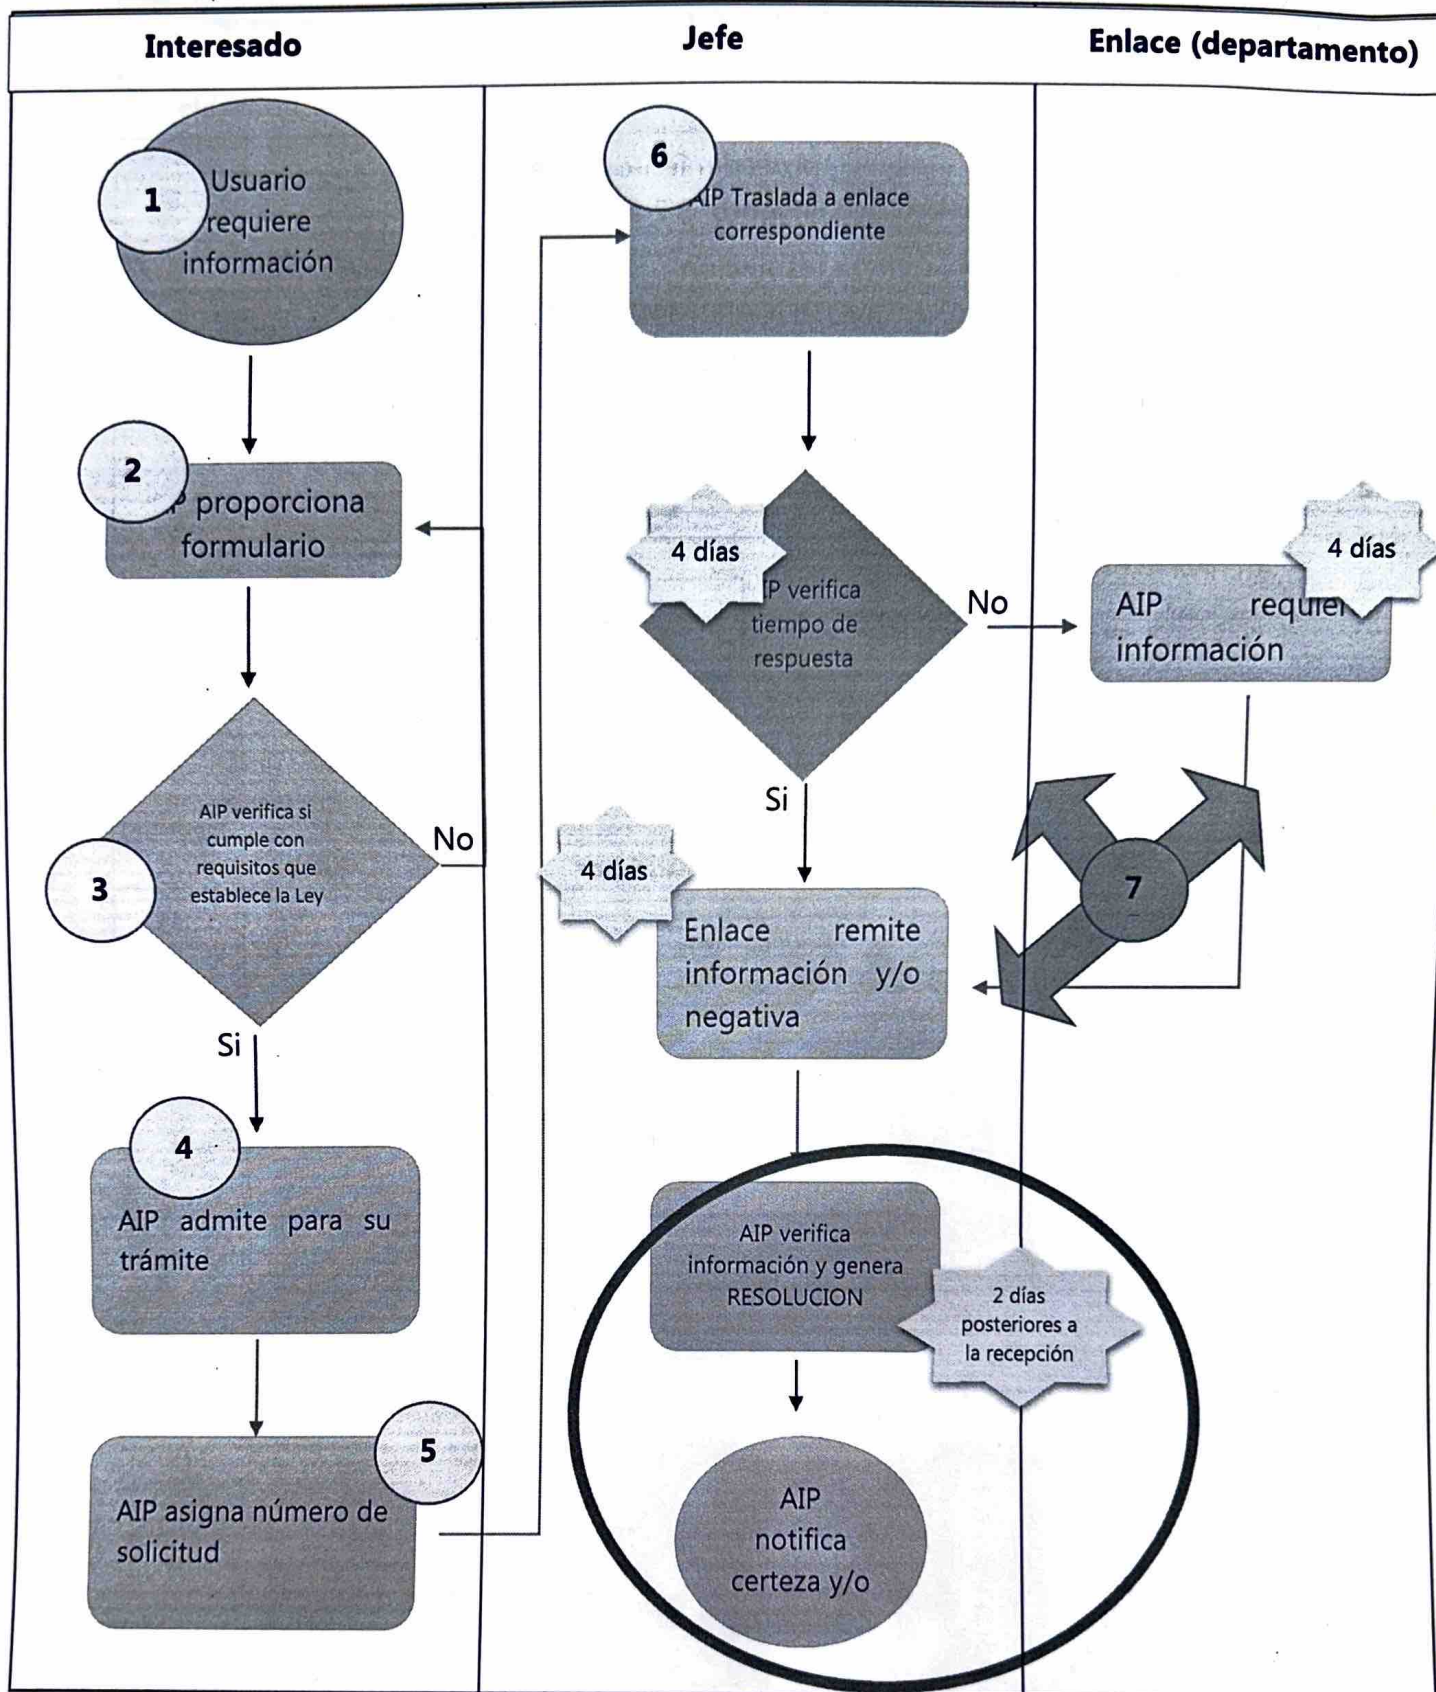 Interesado
Jefe
Enlace (departamento)
1
Usuario
requiere
información
2
proporciona
formulario
3
AIP verifica si
cumple con
requisitos que
establece la Ley
No
Si
4
AIP admite para su
trámite
5
AIP asigna número de
solicitud
6
AIP Traslada a enlace
correspondiente
4 días
verifica
tiempo de
respuesta
No
Si
4 días
AIP
información
7
4 días
Enlace remite
información y/o
negativa
AIP verifica
información y genera
RESOLUCION
2 días
posteriores a
la recepción
AIP
notifica
certeza y/o